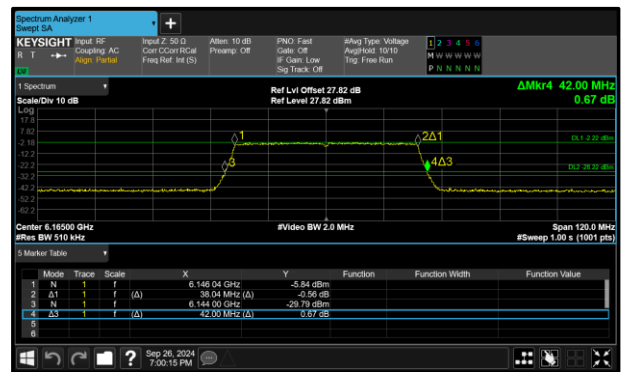 Spectrum Analyzer 1
Swept SA
+
KEYSIGHT Input: RF Input Z: 50 Ω Atten: 10 dB PNO: Fast #Avg Type: Voltage 1 2 3 4 5 6
R T Coupling: AC Corr CCorr RCal Preamp: Off Gate: Off Avg|Hold: 10/10 M W W W W W
Align: Partial Freq Ref: Int (S) IF Gain: Low Trig: Free Run
Sig Track: Off P N N N N N
1 Spectrum Ref Lvl Offset 27.82 dB ΔMkr4 42.00 MHz
Scale/Div 10 dB Ref Level 27.82 dBm 0.67 dB
Log
17.8
7.82
-2.18
-12.2
-22.2
-32.2
-42.2
-52.2
-62.2
1
2Δ1
3
4Δ3
DL1 -2.22 dBm
DL2 -28.22 dBm
Center 6.16500 GHz #Video BW 2.0 MHz Span 120.0 MHz
#Res BW 510 kHz #Sweep 1.00 s (1001 pts)
5 Marker Table
Mode Trace Scale X Y Function Function Width Function Value
1 N 1 f 6.146 04 GHz -5.84 dBm
2 Δ1 1 f (Δ) 38.04 MHz (Δ) -0.56 dB
3 N 1 f 6.144 00 GHz -29.79 dBm
4 Δ3 1 f (Δ) 42.00 MHz (Δ) 0.67 dB
5
6
? Sep 26, 2024
7:00:15 PM